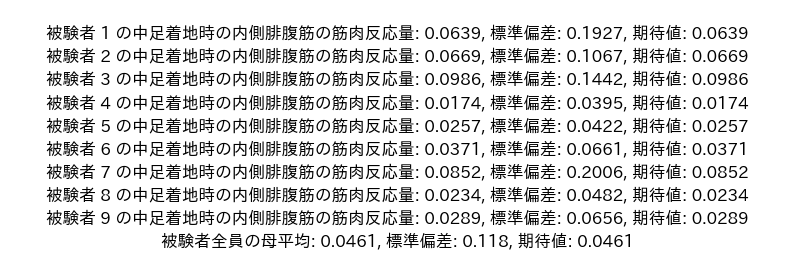 被験者 1 の中足着地時の内側腓腹筋の筋肉反応量: 0.0639, 標準偏差: 0.1927, 期待値: 0.0639
被験者 2 の中足着地時の内側腓腹筋の筋肉反応量: 0.0669, 標準偏差: 0.1067, 期待値: 0.0669
被験者 3 の中足着地時の内側腓腹筋の筋肉反応量: 0.0986, 標準偏差: 0.1442, 期待値: 0.0986
被験者 4 の中足着地時の内側腓腹筋の筋肉反応量: 0.0174, 標準偏差: 0.0395, 期待値: 0.0174
被験者 5 の中足着地時の内側腓腹筋の筋肉反応量: 0.0257, 標準偏差: 0.0422, 期待値: 0.0257
被験者 6 の中足着地時の内側腓腹筋の筋肉反応量: 0.0371, 標準偏差: 0.0661, 期待値: 0.0371
被験者 7 の中足着地時の内側腓腹筋の筋肉反応量: 0.0852, 標準偏差: 0.2006, 期待値: 0.0852
被験者 8 の中足着地時の内側腓腹筋の筋肉反応量: 0.0234, 標準偏差: 0.0482, 期待値: 0.0234
被験者 9 の中足着地時の内側腓腹筋の筋肉反応量: 0.0289, 標準偏差: 0.0656, 期待値: 0.0289
被験者全員の母平均: 0.0461, 標準偏差: 0.118, 期待値: 0.0461